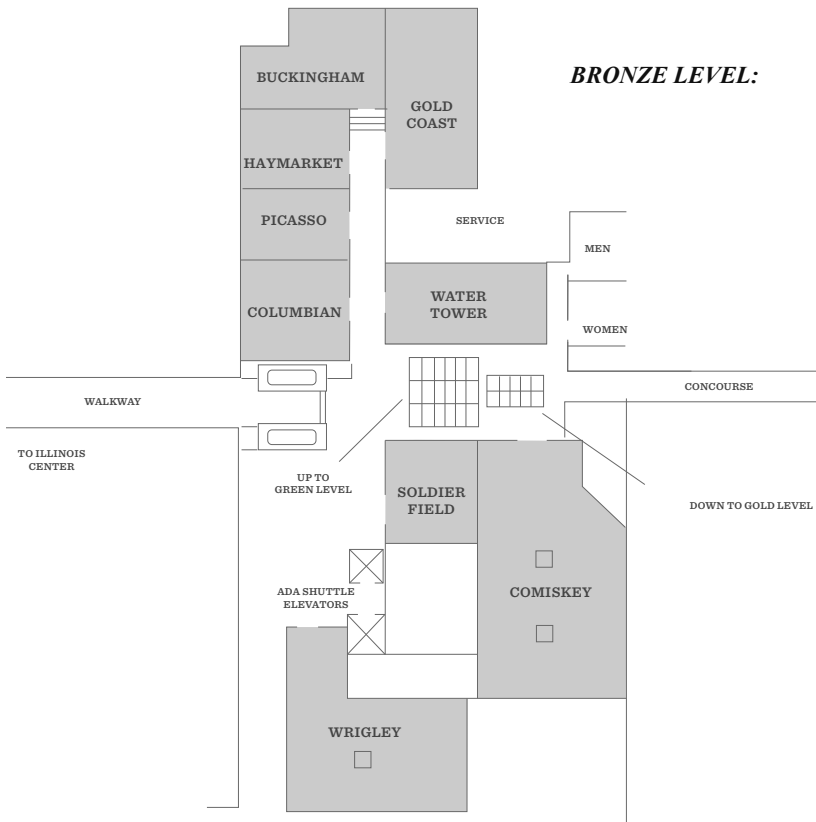 BRONZE LEVEL:
BUCKINGHAM
GOLD
COAST
HAYMARKET
PICASSO
SERVICE
MEN
COLUMBIAN
WATER
TOWER
WOMEN
WALKWAY
CONCOURSE
TO ILLINOIS
CENTER
UP TO
GREEN LEVEL
SOLDIER
FIELD
DOWN TO GOLD LEVEL
ADA SHUTTLE
ELEVATORS
COMISKEY
WRIGLEY